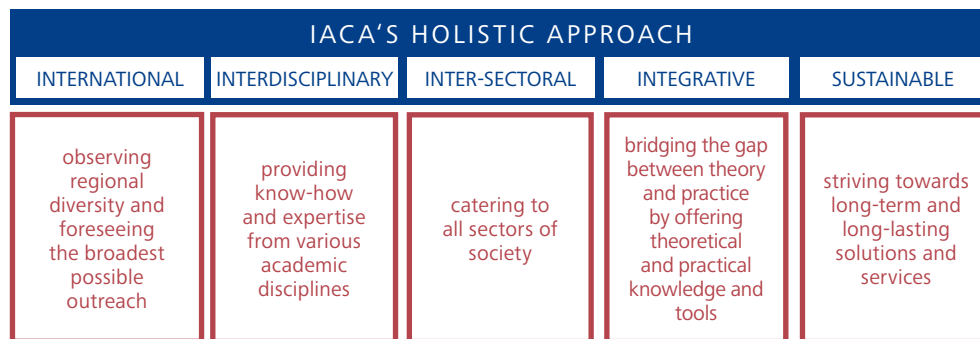 IACA‘S HOLISTIC APPROACH
INTERNATIONAL
INTERDISCIPLINARY
INTER-SECTORAL
INTEGRATIVE
SUSTAINABLE
observing
regional
diversity and
foreseeing
the broadest
possible
outreach
providing
know-how
and expertise
from various
academic
disciplines
catering to
all sectors of
society
bridging the gap
between theory
and practice
by offering
theoretical
and practical
knowledge and
tools
striving towards
long-term and
long-lasting
solutions and
services